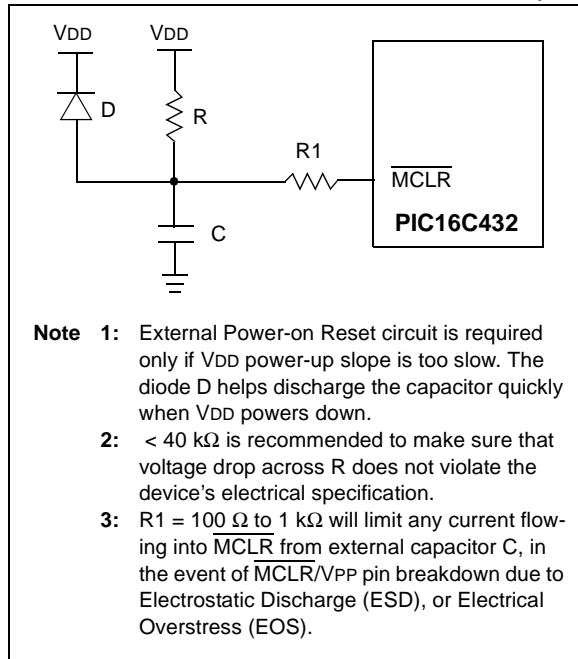 VDD VDD
D
R
R1
MCLR
PIC16C432
C
Note 1: External Power-on Reset circuit is required
only if VDD power-up slope is too slow. The
diode D helps discharge the capacitor quickly
when VDD powers down.
2: < 40 kΩ is recommended to make sure that
voltage drop across R does not violate the
device's electrical specification.
3: R1 = 100 Ω to 1 kΩ will limit any current flow-
ing into MCLR from external capacitor C, in
the event of MCLR/VPP pin breakdown due to
Electrostatic Discharge (ESD), or Electrical
Overstress (EOS).